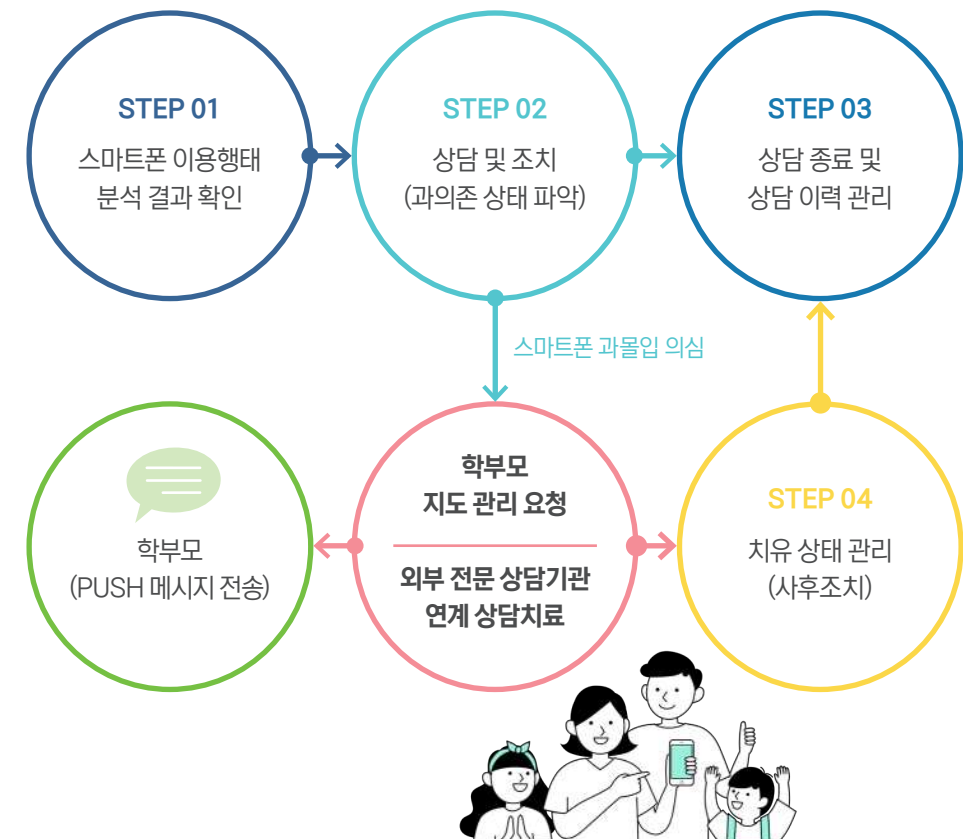 STEP 01
스마트폰 이용행태
분석 결과 확인
STEP 02
상담 및 조치
(과의존 상태 파악)
STEP 03
상담 종료 및
상담 이력 관리
스마트폰 과몰입 의심
학부모
(PUSH 메시지 전송)
학부모
지도 관리 요청
외부 전문 상담기관
연계 상담치료
STEP 04
치유 상태 관리
(사후조치)